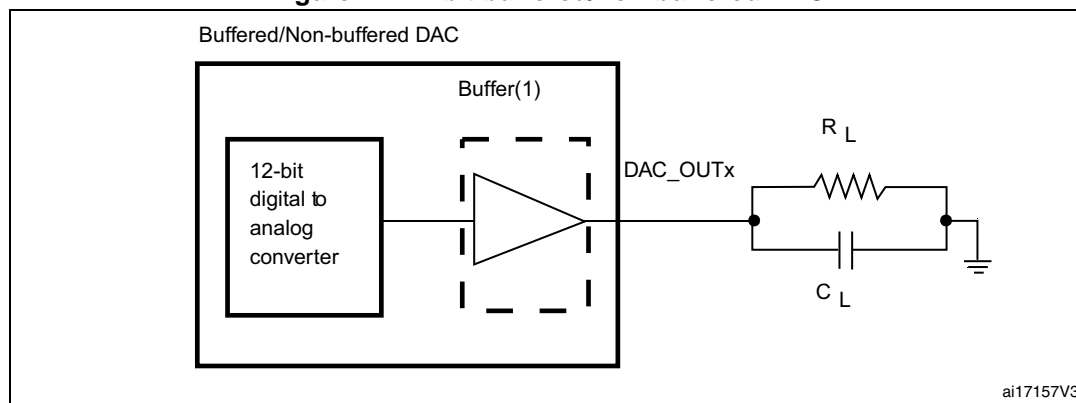 Buffered/Non-buffered DAC
Buffer(1)
12-bit
digital to
analog
converter
DAC_OUTx
R L
C L
ai17157V3